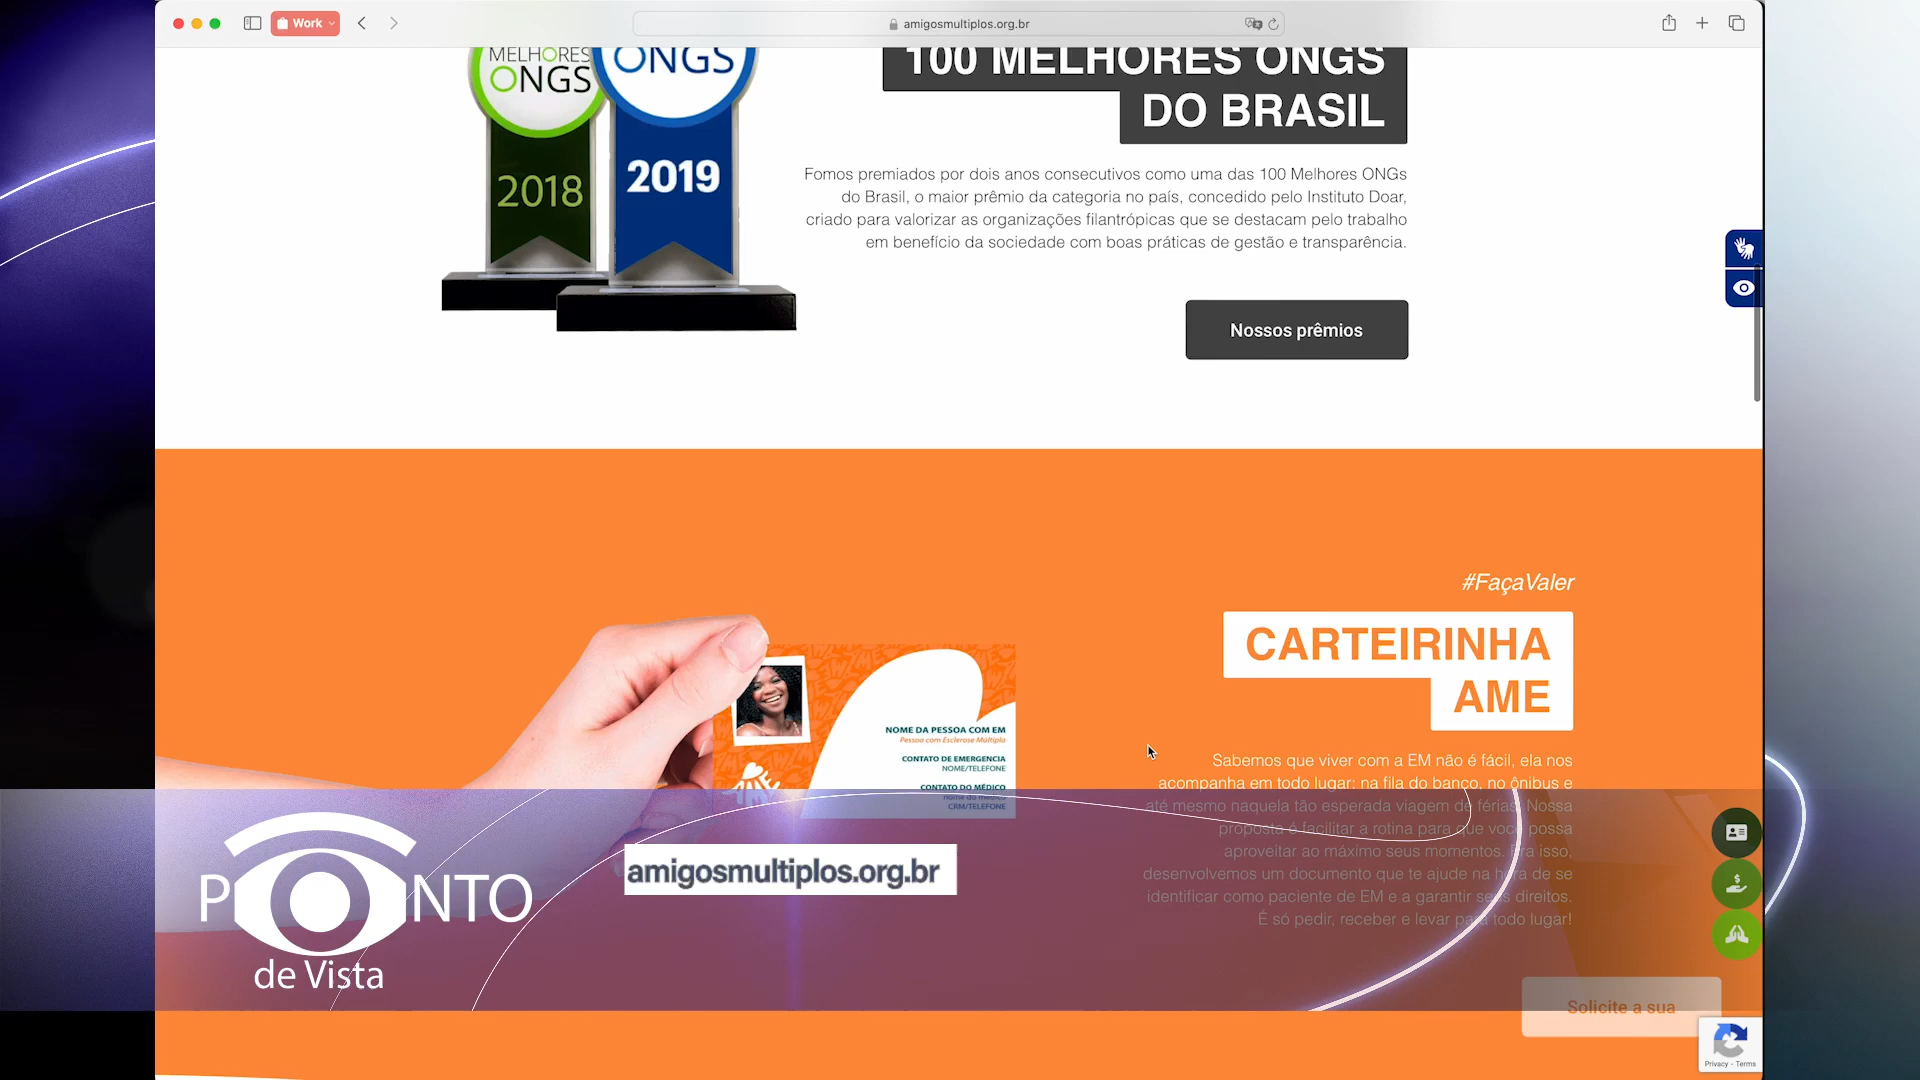 Work
amigosmultiplos.org.br
MELHORES
ONGS
ONGS
2018
2019
100 MELHORES ONGS
DO BRASIL
Fomos premiados por dois anos consecutivos como uma das 100 Melhores ONGs
do Brasil, o maior prêmio da categoria no país, concedido pelo Instituto Doar,
criado para valorizar as organizações filantrópicas que se destacam pelo trabalho
em benefício da sociedade com boas práticas de gestão e transparência.
Nossos prêmios
#FaçaValer
CARTEIRINHA
AME
NOME DA PESSOA COM EM
Pessoa com Esclerose Múltipla
CONTATO DE EMERGENCIA
NOME/TELEFONE
CONTATO DO MÉDICO
Nome do médico
CRM/TELEFONE
AME
Sabemos que viver com a EM não é fácil, ela nos
acompanha em todo lugar: na fila do banco, no ônibus e
até mesmo naquela tão esperada viagem de férias. Nossa
proposta é facilitar a rotina para que você possa
aproveitar ao máximo seus momentos. Para isso,
desenvolvemos um documento que te ajude na hora de se
identificar como paciente de EM e a garantir seus direitos.
É só pedir, receber e levar para todo lugar!
Solicite a sua
PONTO
de Vista
amigosmultiplos.org.br
Privacy - Terms